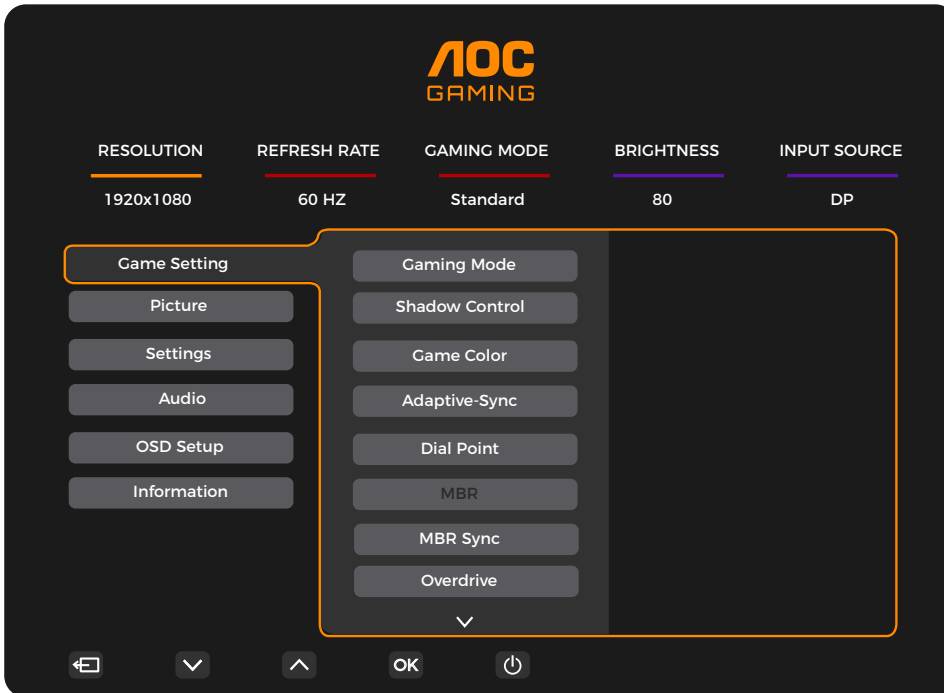 AOC
GAMING
RESOLUTION REFRESH RATE GAMING MODE BRIGHTNESS INPUT SOURCE
1920x1080 60 HZ Standard 80 DP
Game Setting
Picture
Settings
Audio
OSD Setup
Information
Gaming Mode
Shadow Control
Game Color
Adaptive-Sync
Dial Point
MBR
MBR Sync
Overdrive
OK